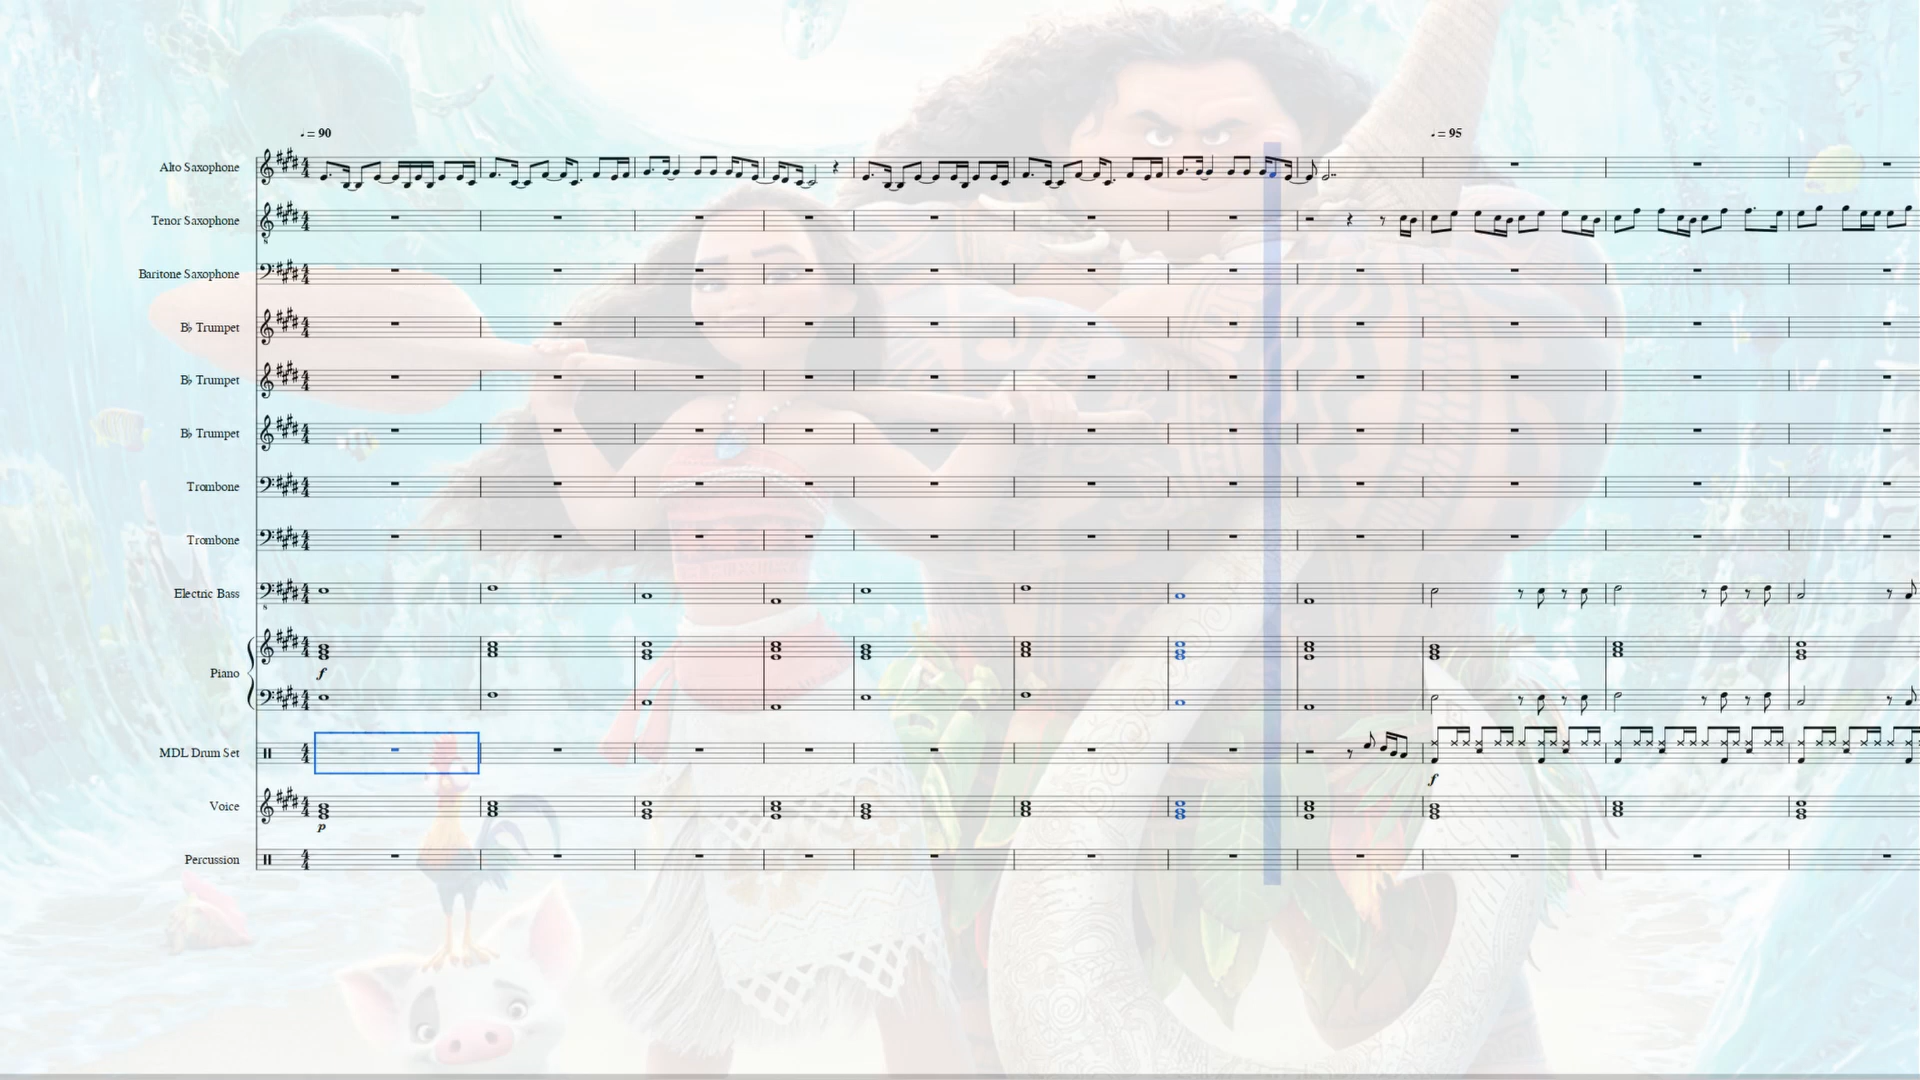 ♩ = 90
♩ = 95
Alto Saxophone
Tenor Saxophone
Baritone Saxophone
B♭ Trumpet
B♭ Trumpet
B♭ Trumpet
Trombone
Trombone
Electric Bass
Piano
f
MDL Drum Set
f
Voice
p
Percussion